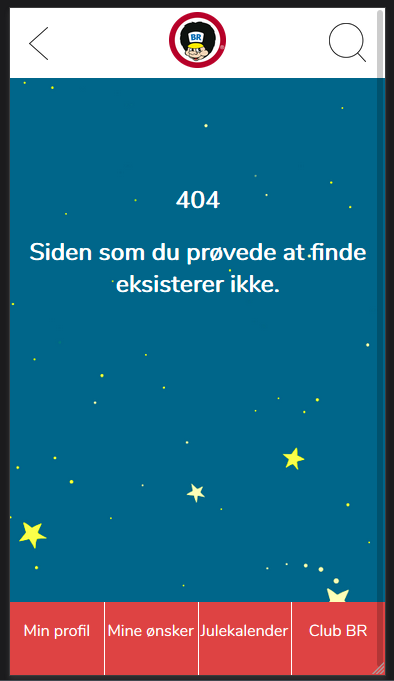 BR
404
Siden som du prøvede at finde
eksisterer ikke.
Min profil
Mine ønsker
Julekalender
Club BR